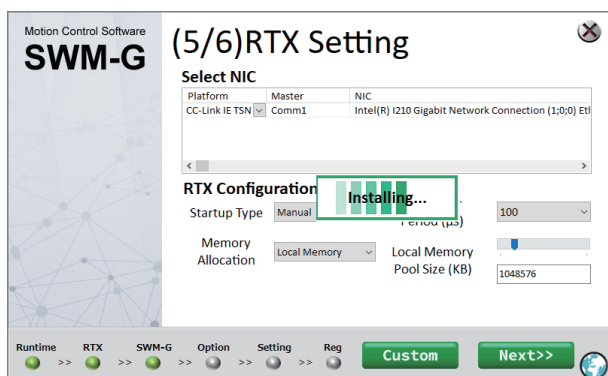 Motion Control Software
SWM-G
(5/6)RTX Setting
Select NIC
Platform Master NIC
CC-Link IE TSN Comm1 Intel(R) I210 Gigabit Network Connection (1;0;0) Et
RTX Configuration
Installing...
Startup Type Manual Period (µs) 100
Memory Allocation Local Memory Local Memory Pool Size (KB) 1048576
Runtime >> RTX >> SWM-G >> Option >> Setting >> Reg
Custom Next>>